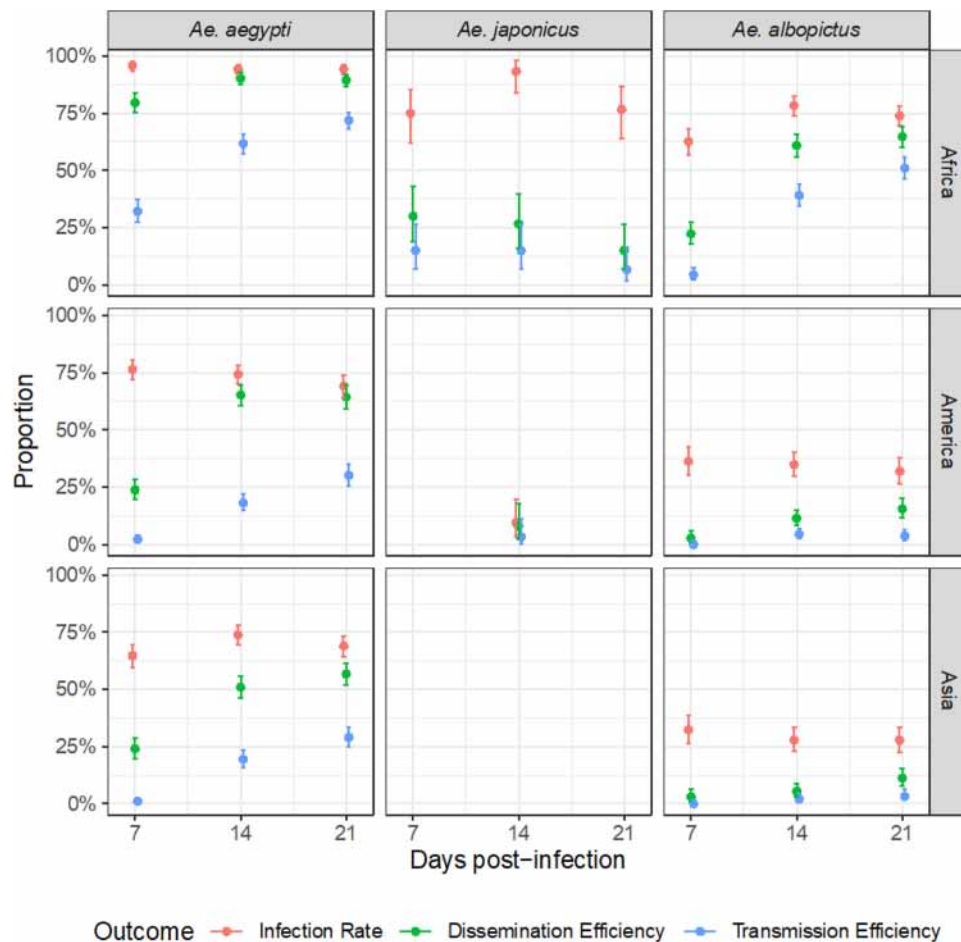 Ae. aegypti Ae. japonicus Ae. albopictus
100%
75%
50%
25%
0%
Africa
100%
75%
50%
25%
0%
America
100%
75%
50%
25%
0%
Asia
Proportion
7 14 21 7 14 21 7 14 21
Days post-infection
Outcome Infection Rate Dissemination Efficiency Transmission Efficiency